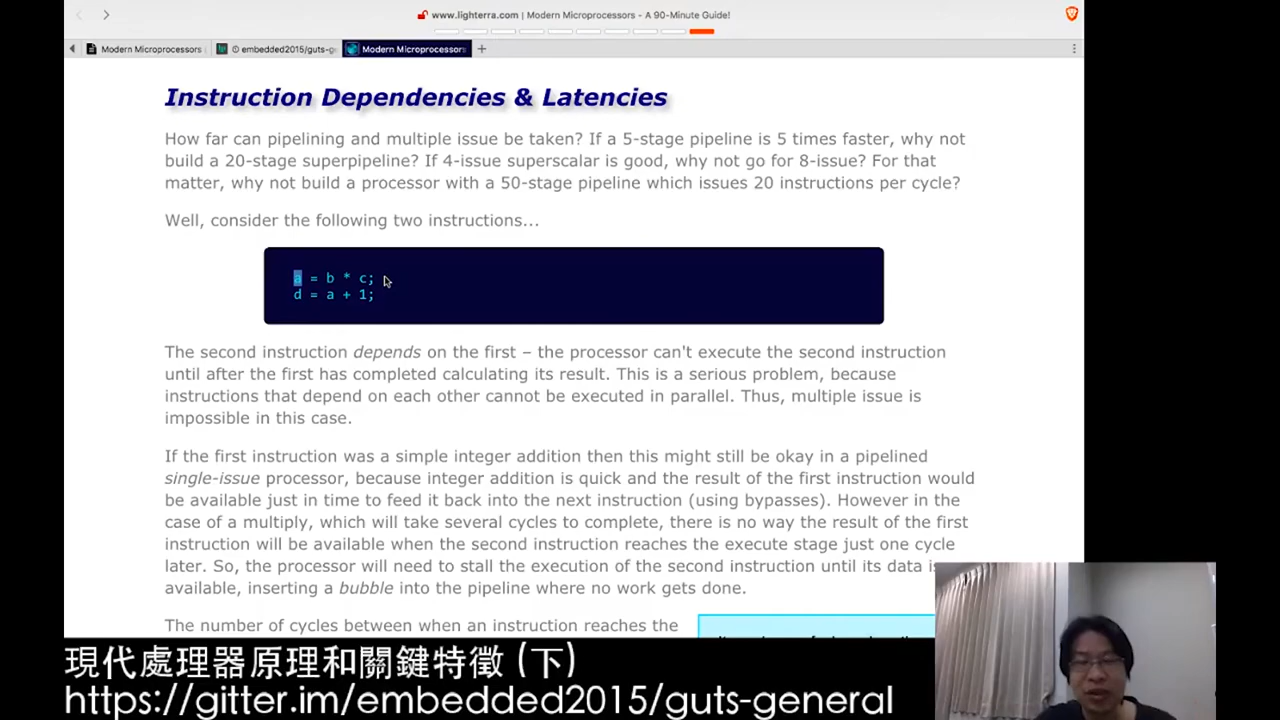 www.lighterra.com | Modern Microprocessors - A 90-Minute Guide!
Modern Microprocessors
embedded2015/guts-g
Modern Microprocessors
Instruction Dependencies & Latencies
How far can pipelining and multiple issue be taken? If a 5-stage pipeline is 5 times faster, why not
build a 20-stage superpipeline? If 4-issue superscalar is good, why not go for 8-issue? For that
matter, why not build a processor with a 50-stage pipeline which issues 20 instructions per cycle?
Well, consider the following two instructions...
a = b * c;
d = a + 1;
The second instruction depends on the first – the processor can't execute the second instruction
until after the first has completed calculating its result. This is a serious problem, because
instructions that depend on each other cannot be executed in parallel. Thus, multiple issue is
impossible in this case.
If the first instruction was a simple integer addition then this might still be okay in a pipelined
single-issue processor, because integer addition is quick and the result of the first instruction would
be available just in time to feed it back into the next instruction (using bypasses). However in the
case of a multiply, which will take several cycles to complete, there is no way the result of the first
instruction will be available when the second instruction reaches the execute stage just one cycle
later. So, the processor will need to stall the execution of the second instruction until its data is
available, inserting a bubble into the pipeline where no work gets done.
The number of cycles between when an instruction reaches the
現代處理器原理和關鍵特徵 (下)
https://gitter.im/embedded2015/guts-general